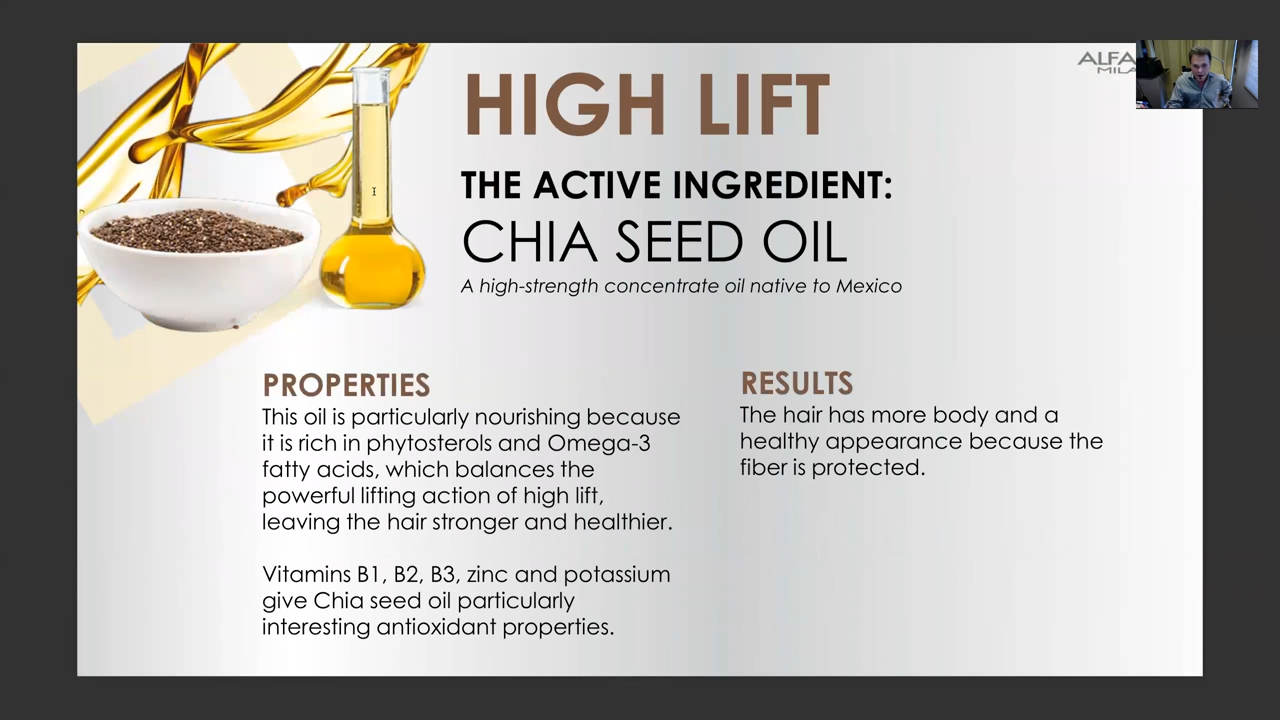 ALFA
MILA
HIGH LIFT
THE ACTIVE INGREDIENT:
CHIA SEED OIL
A high-strength concentrate oil native to Mexico
PROPERTIES
This oil is particularly nourishing because
it is rich in phytosterols and Omega-3
fatty acids, which balances the
powerful lifting action of high lift,
leaving the hair stronger and healthier.
Vitamins B1, B2, B3, zinc and potassium
give Chia seed oil particularly
interesting antioxidant properties.
RESULTS
The hair has more body and a
healthy appearance because the
fiber is protected.